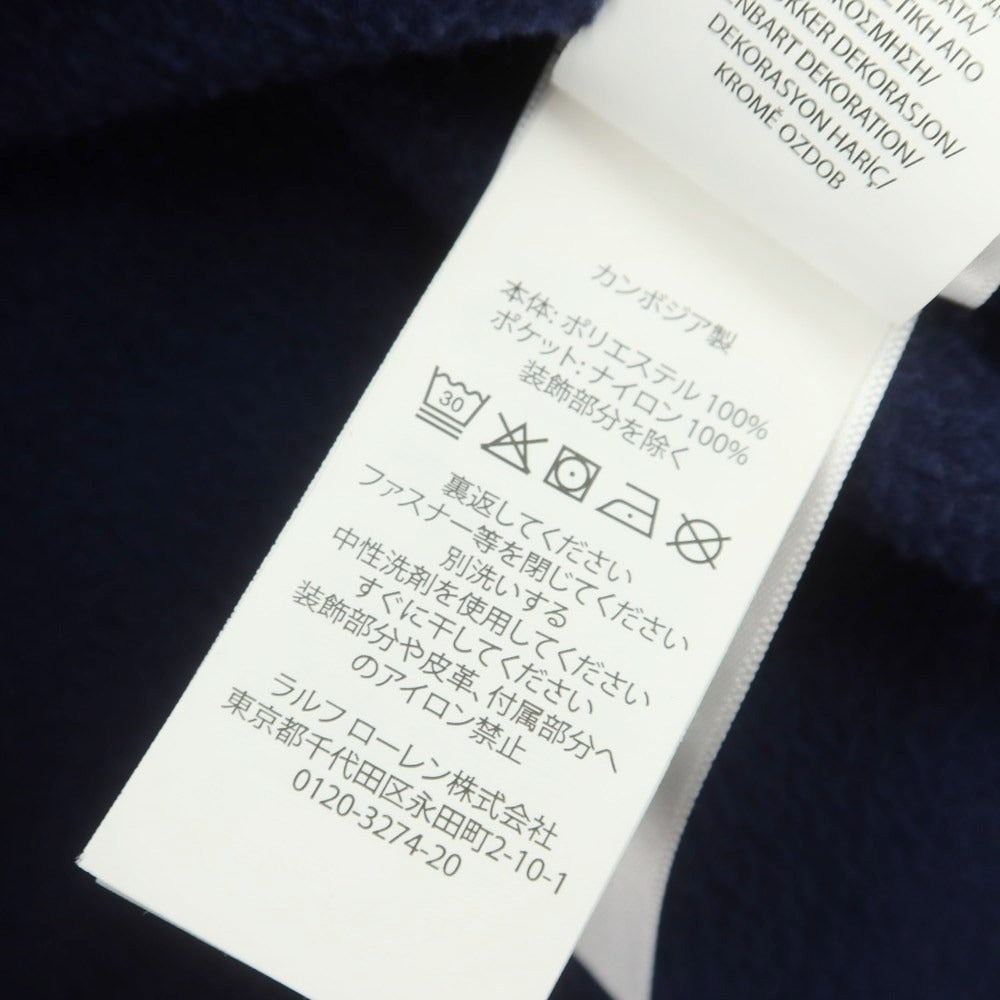 ΤΙΚΗ ΑΠΟ
ΚΟΣΜΗΣΗ/
KKER DEKORASJON/
ENBART DEKORATION/
DEKORASYON HARİÇ/
KROMĚ OZDOB
カンボジア製
本体: ポリエステル 100%
ポケット: ナイロン 100%
装飾部分を除く
30
裏返してください
ファスナー等を閉じてください
別洗いする
中性洗剤を使用してください
すぐに干してください
装飾部分や皮革、付属部分へ
のアイロン禁止
ラルフ ローレン株式会社
東京都千代田区永田町2-10-1
0120-3274-20